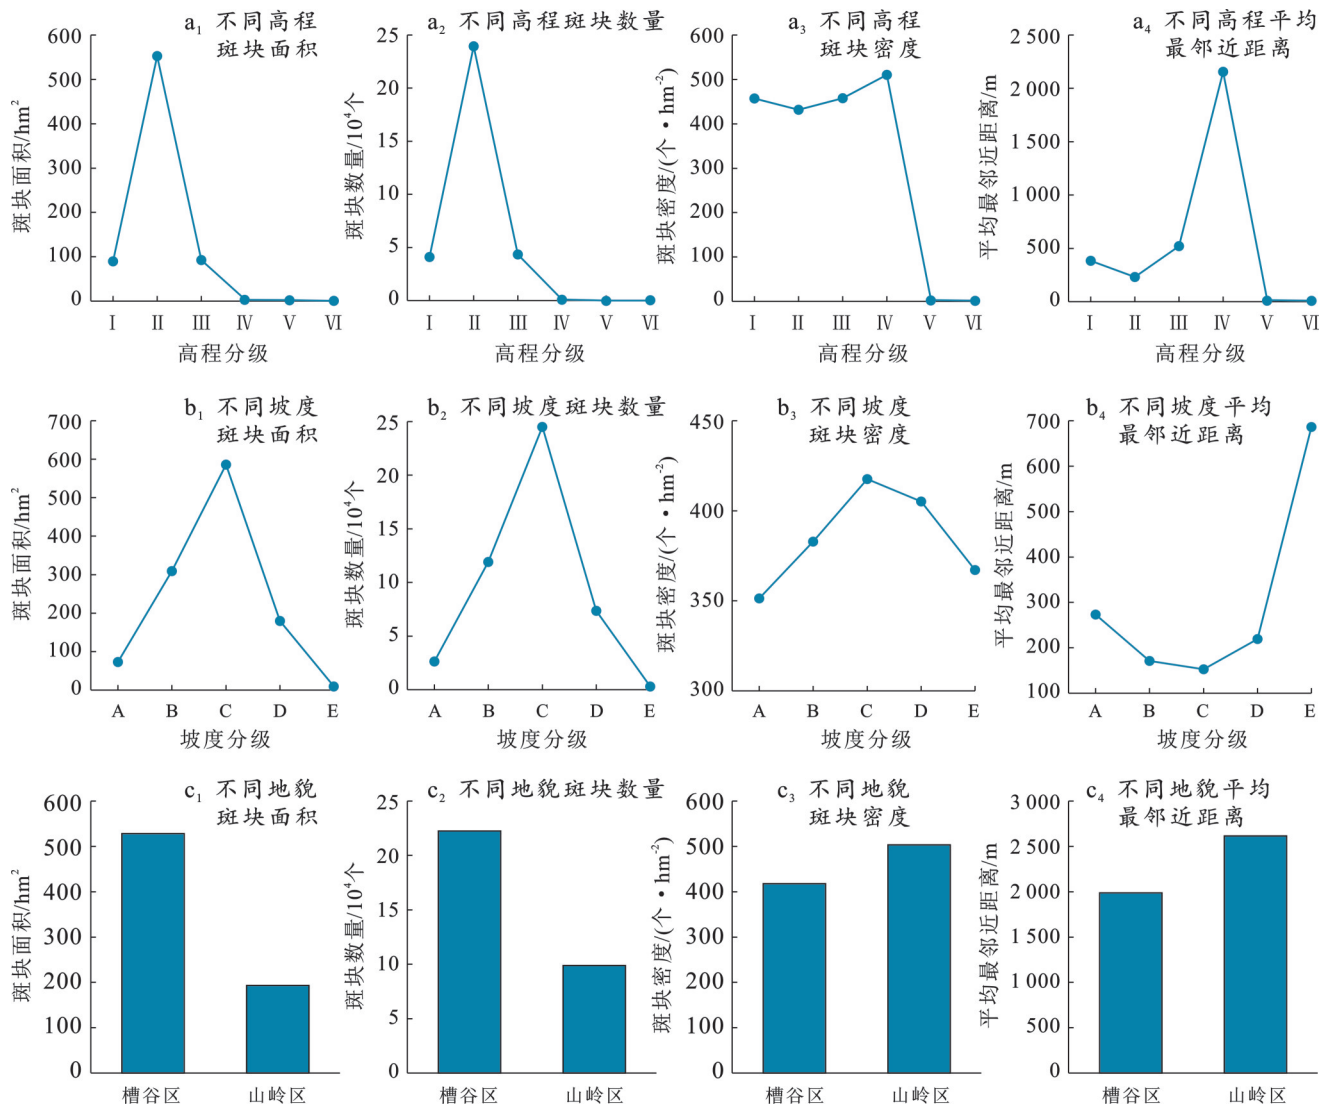 a₁ 不同高程
斑块面积
斑块面积/hm²
600
500
400
300
200
100
0
Ⅰ Ⅱ Ⅲ Ⅳ Ⅴ Ⅵ
高程分级
a₂ 不同高程斑块数量
斑块数量/10⁴个
25
20
15
10
5
0
Ⅰ Ⅱ Ⅲ Ⅳ Ⅴ Ⅵ
高程分级
a₃ 不同高程
斑块密度
斑块密度/(个·hm⁻²)
600
500
400
300
200
100
0
Ⅰ Ⅱ Ⅲ Ⅳ Ⅴ Ⅵ
高程分级
a₄ 不同高程平均
最邻近距离
平均最邻近距离/m
2 500
2 000
1 500
1 000
500
0
Ⅰ Ⅱ Ⅲ Ⅳ Ⅴ Ⅵ
高程分级
b₁ 不同坡度
斑块面积
斑块面积/hm²
700
600
500
400
300
200
100
0
A B C D E
坡度分级
b₂ 不同坡度斑块数量
斑块数量/10⁴个
25
20
15
10
5
0
A B C D E
坡度分级
b₃ 不同坡度
斑块密度
斑块密度/(个·hm⁻²)
450
400
350
300
A B C D E
坡度分级
b₄ 不同坡度平均
最邻近距离
平均最邻近距离/m
700
600
500
400
300
200
100
A B C D E
坡度分级
c₁ 不同地貌
斑块面积
斑块面积/hm²
600
500
400
300
200
100
0
槽谷区 山岭区
c₂ 不同地貌斑块数量
斑块数量/10⁴个
25
20
15
10
5
0
槽谷区 山岭区
c₃ 不同地貌
斑块密度
斑块密度/(个·hm⁻²)
600
500
400
300
200
100
0
槽谷区 山岭区
c₄ 不同地貌平均
最邻近距离
平均最邻近距离/m
3 000
2 500
2 000
1 500
1 000
500
0
槽谷区 山岭区